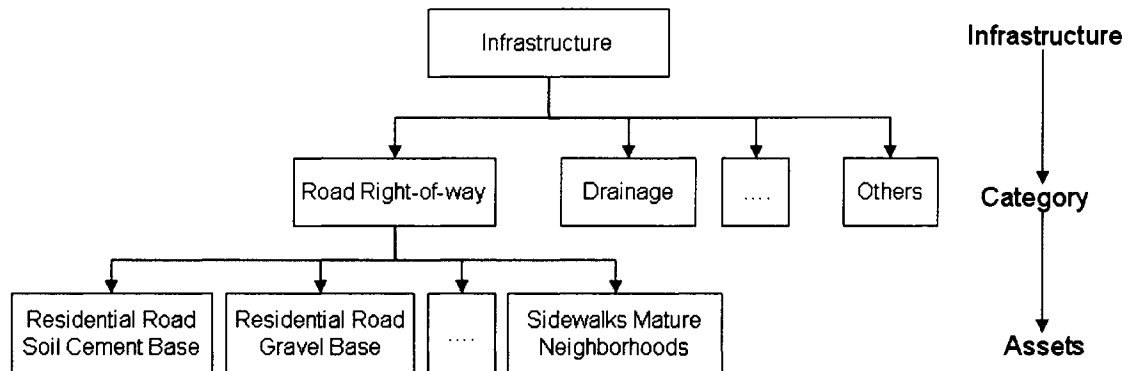 Infrastructure
Infrastructure
Road Right-of-way
Drainage
....
Others
Category
Residential Road
Soil Cement Base
Residential Road
Gravel Base
....
Sidewalks Mature
Neighborhoods
Assets